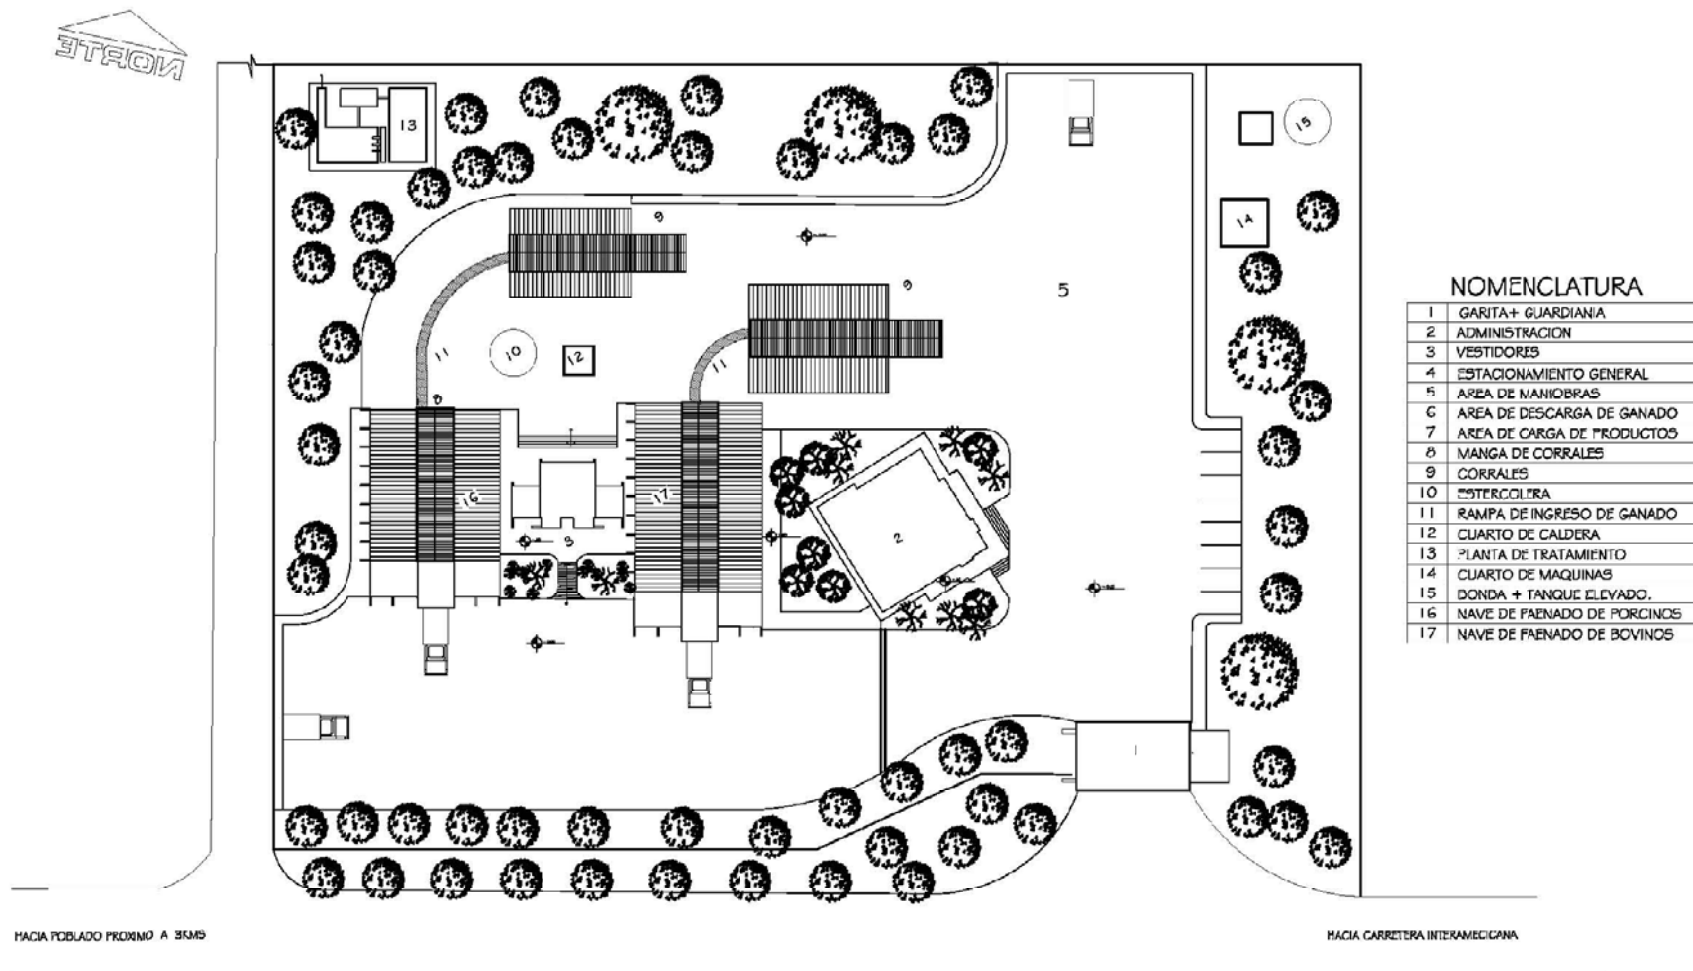 NORTE
13
15
14
9
9
5
11
10
12
11
8
16
17
3
2
1
NOMENCLATURA
1 GARITA+ GUARDIANIA
2 ADMINISTRACION
3 VESTIDORES
4 ESTACIONAMIENTO GENERAL
5 AREA DE MANIOBRAS
6 AREA DE DESCARGA DE GANADO
7 AREA DE CARGA DE PRODUCTOS
8 MANGA DE CORRALES
9 CORRALES
10 ESTERCOLERA
11 RAMPA DE INGRESO DE GANADO
12 CUARTO DE CALDERA
13 PLANTA DE TRATAMIENTO
14 CUARTO DE MAQUINAS
15 BOMBA + TANQUE ELEVADO.
16 NAVE DE FAENADO DE PORCINOS
17 NAVE DE FAENADO DE BOVINOS
HACIA POBLADO PROXIMO A 3KMS
HACIA CARRETERA INTERAMECICANA